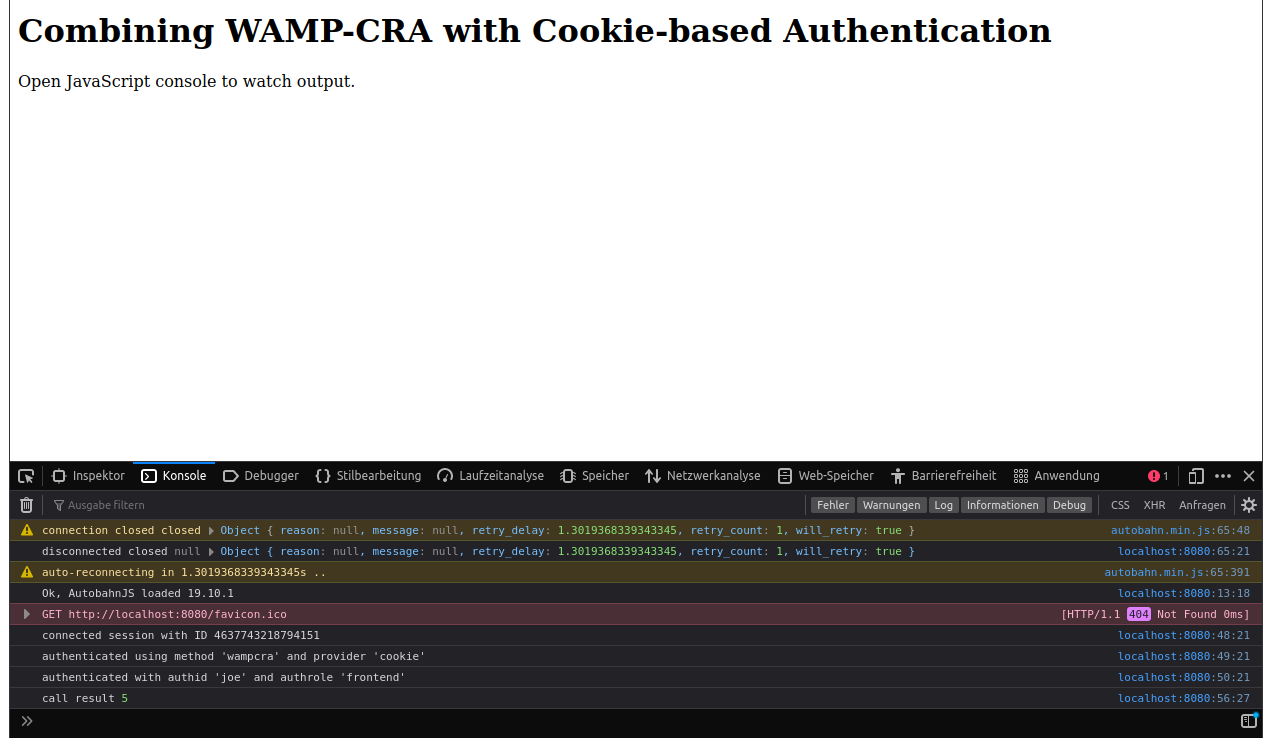 Combining WAMP-CRA with Cookie-based Authentication
Open JavaScript console to watch output.
Inspektor Konsole Debugger Stilbearbeitung Laufzeitanalyse Speicher Netzwerkanalyse Web-Speicher Barrierefreiheit Anwendung 1
Ausgabe filtern Fehler Warnungen Log Informationen Debug CSS XHR Anfragen
connection closed closed Object { reason: null, message: null, retry_delay: 1.3019368339343345, retry_count: 1, will_retry: true } autobahn.min.js:65:48
disconnected closed null Object { reason: null, message: null, retry_delay: 1.3019368339343345, retry_count: 1, will_retry: true } localhost:8080:65:21
auto-reconnecting in 1.3019368339343345s .. autobahn.min.js:65:391
Ok, AutobahnJS loaded 19.10.1 localhost:8080:13:18
GET http://localhost:8080/favicon.ico [HTTP/1.1 404 Not Found 0ms]
connected session with ID 4637743218794151 localhost:8080:48:21
authenticated using method 'wampcra' and provider 'cookie' localhost:8080:49:21
authenticated with authid 'joe' and authrole 'frontend' localhost:8080:50:21
call result 5 localhost:8080:56:27